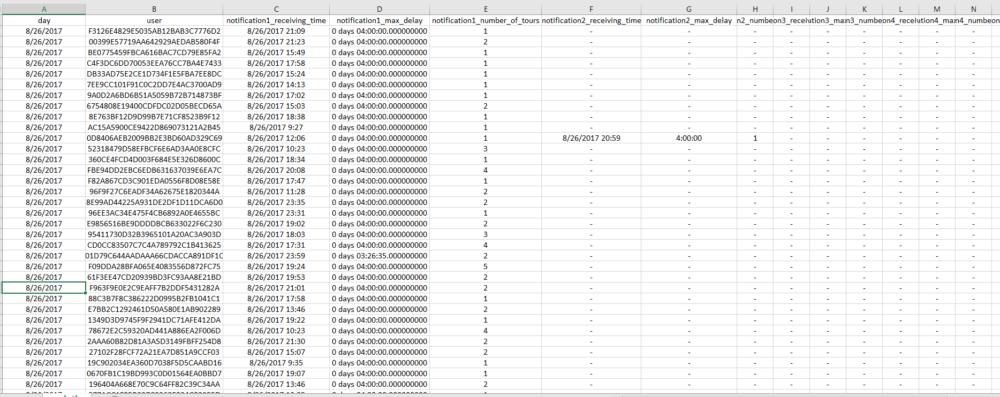 A B C D E F G H I J K L M N
day user notification1_receiving_time notification1_max_delay notification1_number_of_tours notification2_receiving_time notification2_max_delay n2_numbe on3_receiv tion3_ma n3_numbe on4_receiv tion4_ma n4_numbe on
8/26/2017 F3126E4829E5035AB12BAB3C7776D2 8/26/2017 21:09 0 days 04:00:00.000000000 1 - - - - - - - - -
8/26/2017 00399E57719AA642929AEDAB580F4F 8/26/2017 21:23 0 days 04:00:00.000000000 2 - - - - - - - - -
8/26/2017 BE0775459FBCA616BAC7CD79E85FA2 8/26/2017 15:49 0 days 04:00:00.000000000 1 - - - - - - - - -
8/26/2017 C4F3DC6DD70053EEA76CC7BA4E7433 8/26/2017 17:58 0 days 04:00:00.000000000 1 - - - - - - - - -
8/26/2017 DB33AD75E2CE1D734F1E5FBA7EE8DC 8/26/2017 15:24 0 days 04:00:00.000000000 1 - - - - - - - - -
8/26/2017 7EE9CC101F91C0C2DD7E4AC3700AD9 8/26/2017 14:13 0 days 04:00:00.000000000 1 - - - - - - - - -
8/26/2017 9A0D2A6BD6B51A5059B72B714873BF 8/26/2017 17:02 0 days 04:00:00.000000000 1 - - - - - - - - -
8/26/2017 6754808E19400CDFDC02D05BECD65A 8/26/2017 15:03 0 days 04:00:00.000000000 2 - - - - - - - - -
8/26/2017 8E763BF12D9D99B7E71CF8523B9F12 8/26/2017 18:38 0 days 04:00:00.000000000 1 - - - - - - - - -
8/26/2017 AC15A5900CE9422D869073121A2B45 8/26/2017 9:27 0 days 04:00:00.000000000 1 - - - - - - - - -
8/26/2017 0D8406AEB2009BB2E3BD60AD329C69 8/26/2017 12:06 0 days 04:00:00.000000000 1 8/26/2017 20:59 4:00:00 1 - - - - - -
8/26/2017 52318479D58EFBCF6E6AD3AA0E8CFC 8/26/2017 10:23 0 days 04:00:00.000000000 3 - - - - - - - - -
8/26/2017 360CE4FCD4D003F684E5E326D8600C 8/26/2017 18:34 0 days 04:00:00.000000000 1 - - - - - - - - -
8/26/2017 FBE94DD2EBC6EDB631637039E6EA7C 8/26/2017 20:08 0 days 04:00:00.000000000 4 - - - - - - - - -
8/26/2017 F82A867CD3C901EDA0556F8D08E58E 8/26/2017 17:47 0 days 04:00:00.000000000 1 - - - - - - - - -
8/26/2017 96F9F27C6EADF34A62675E1820344A 8/26/2017 11:28 0 days 04:00:00.000000000 2 - - - - - - - - -
8/26/2017 8E99AD44225A931DE2DF1D11DCA6D0 8/26/2017 23:35 0 days 04:00:00.000000000 2 - - - - - - - - -
8/26/2017 96EE3AC34E475F4CB6892A0E4655BC 8/26/2017 23:31 0 days 04:00:00.000000000 1 - - - - - - - - -
8/26/2017 E9856516BE9DDDDBCB633022F6C230 8/26/2017 19:02 0 days 04:00:00.000000000 2 - - - - - - - - -
8/26/2017 95411730D32B3965101A20AC3A903D 8/26/2017 18:03 0 days 04:00:00.000000000 3 - - - - - - - - -
8/26/2017 CD0CC83507C7C4A789792C1B413625 8/26/2017 17:31 0 days 04:00:00.000000000 4 - - - - - - - - -
8/26/2017 01D79C644AADAAA66CDACCA891DF1C 8/26/2017 23:59 0 days 03:26:35.000000000 2 - - - - - - - - -
8/26/2017 F09DDA28BFA065E4083556D872FC75 8/26/2017 19:24 0 days 04:00:00.000000000 5 - - - - - - - - -
8/26/2017 61F3EE47CD20939BD3FC93AA8E21BD 8/26/2017 19:53 0 days 04:00:00.000000000 2 - - - - - - - - -
8/26/2017 F963F9E0E2C9EAFF7B2DDF5431282A 8/26/2017 21:01 0 days 04:00:00.000000000 2 - - - - - - - - -
8/26/2017 88C3B7F8C386222D0995B2FB1041C1 8/26/2017 17:58 0 days 04:00:00.000000000 1 - - - - - - - - -
8/26/2017 E7BB2C1292461D50A580E1AB902289 8/26/2017 13:46 0 days 04:00:00.000000000 2 - - - - - - - - -
8/26/2017 1349D3D9745F9F2941DC71AFE412DA 8/26/2017 19:22 0 days 04:00:00.000000000 1 - - - - - - - - -
8/26/2017 78672E2C59320AD441A886EA2F006D 8/26/2017 10:23 0 days 04:00:00.000000000 4 - - - - - - - - -
8/26/2017 2AAA60B82D81A3A5D3149FBFF254D8 8/26/2017 21:30 0 days 04:00:00.000000000 2 - - - - - - - - -
8/26/2017 27102F28FCF72A21EA7D851A9CCF03 8/26/2017 15:07 0 days 04:00:00.000000000 2 - - - - - - - - -
8/26/2017 19C902034EA360D7038F5D5CAABD16 8/26/2017 9:35 0 days 04:00:00.000000000 1 - - - - - - - - -
8/26/2017 0670FB1C19BD993C0D01564EA0BBD7 8/26/2017 19:07 0 days 04:00:00.000000000 1 - - - - - - - - -
8/26/2017 196404A668E70C9C64FF82C39C34AA 8/26/2017 13:46 0 days 04:00:00.000000000 2 - - - - - - - - -